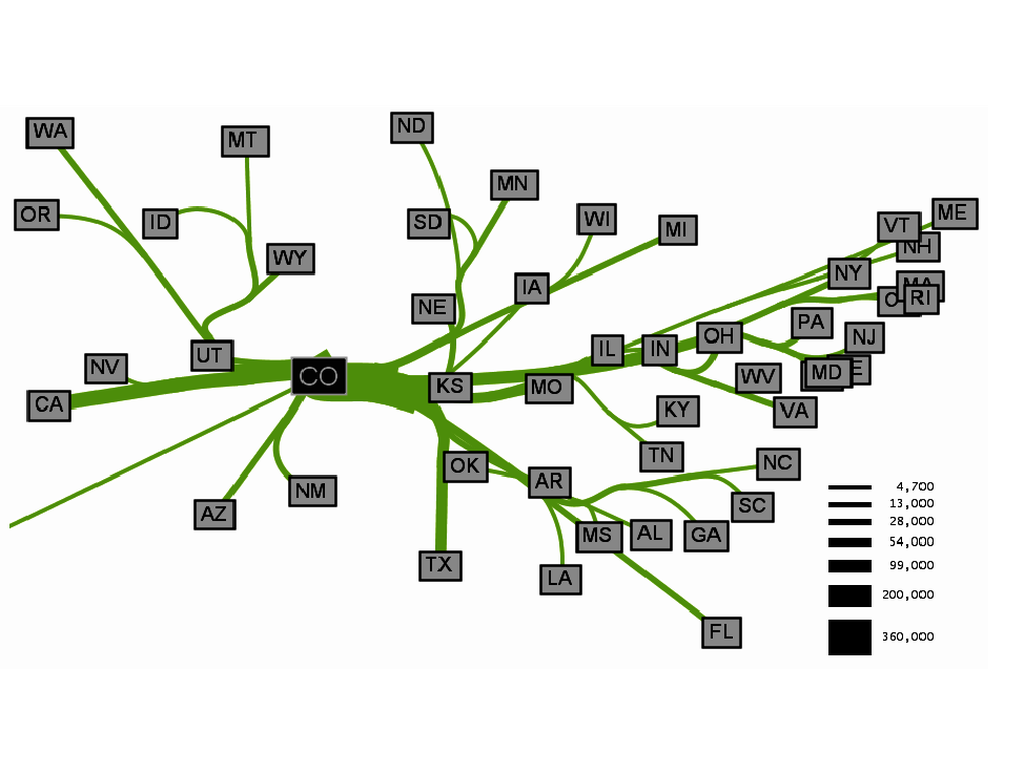 WA
MT
ND
OR
ID
WY
SD
MN
WI
MI
VT
ME
NH
NY
RI
NE
IA
PA
NJ
UT
IL
IN
OH
NV
CO
KS
MO
WV
MD
CA
KY
VA
TN
OK
AR
NC
AZ
NM
MS
AL
GA
SC
TX
LA
FL
4,700
13,000
28,000
54,000
99,000
200,000
360,000